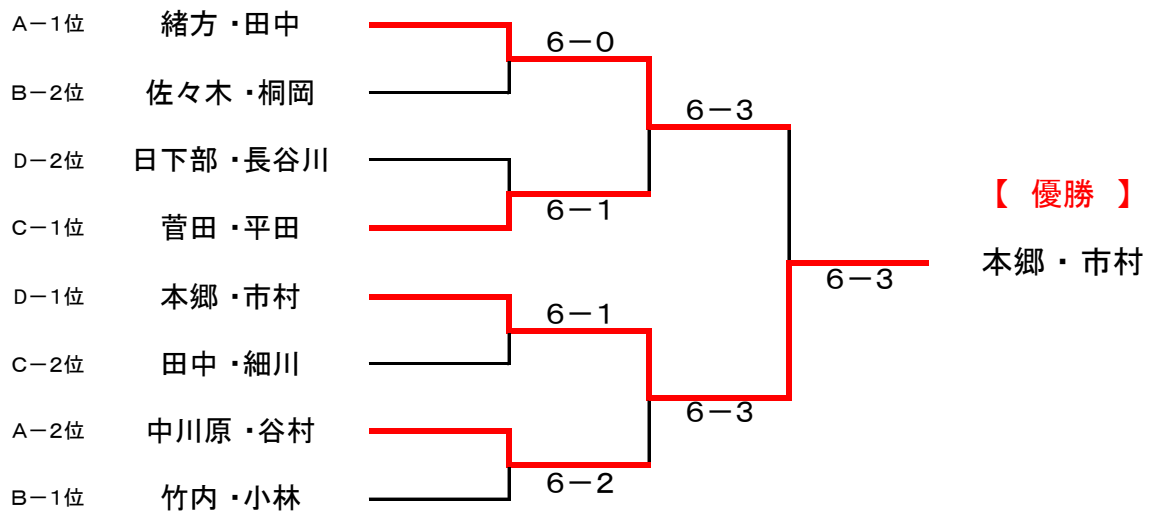 A－1位 緒方・田中
6－0
B－2位 佐々木・桐岡
6－3
D－2位 日下部・長谷川
【 優勝 】
6－1
C－1位 菅田・平田
本郷・市村
6－3
D－1位 本郷・市村
6－1
C－2位 田中・細川
6－3
A－2位 中川原・谷村
6－2
B－1位 竹内・小林